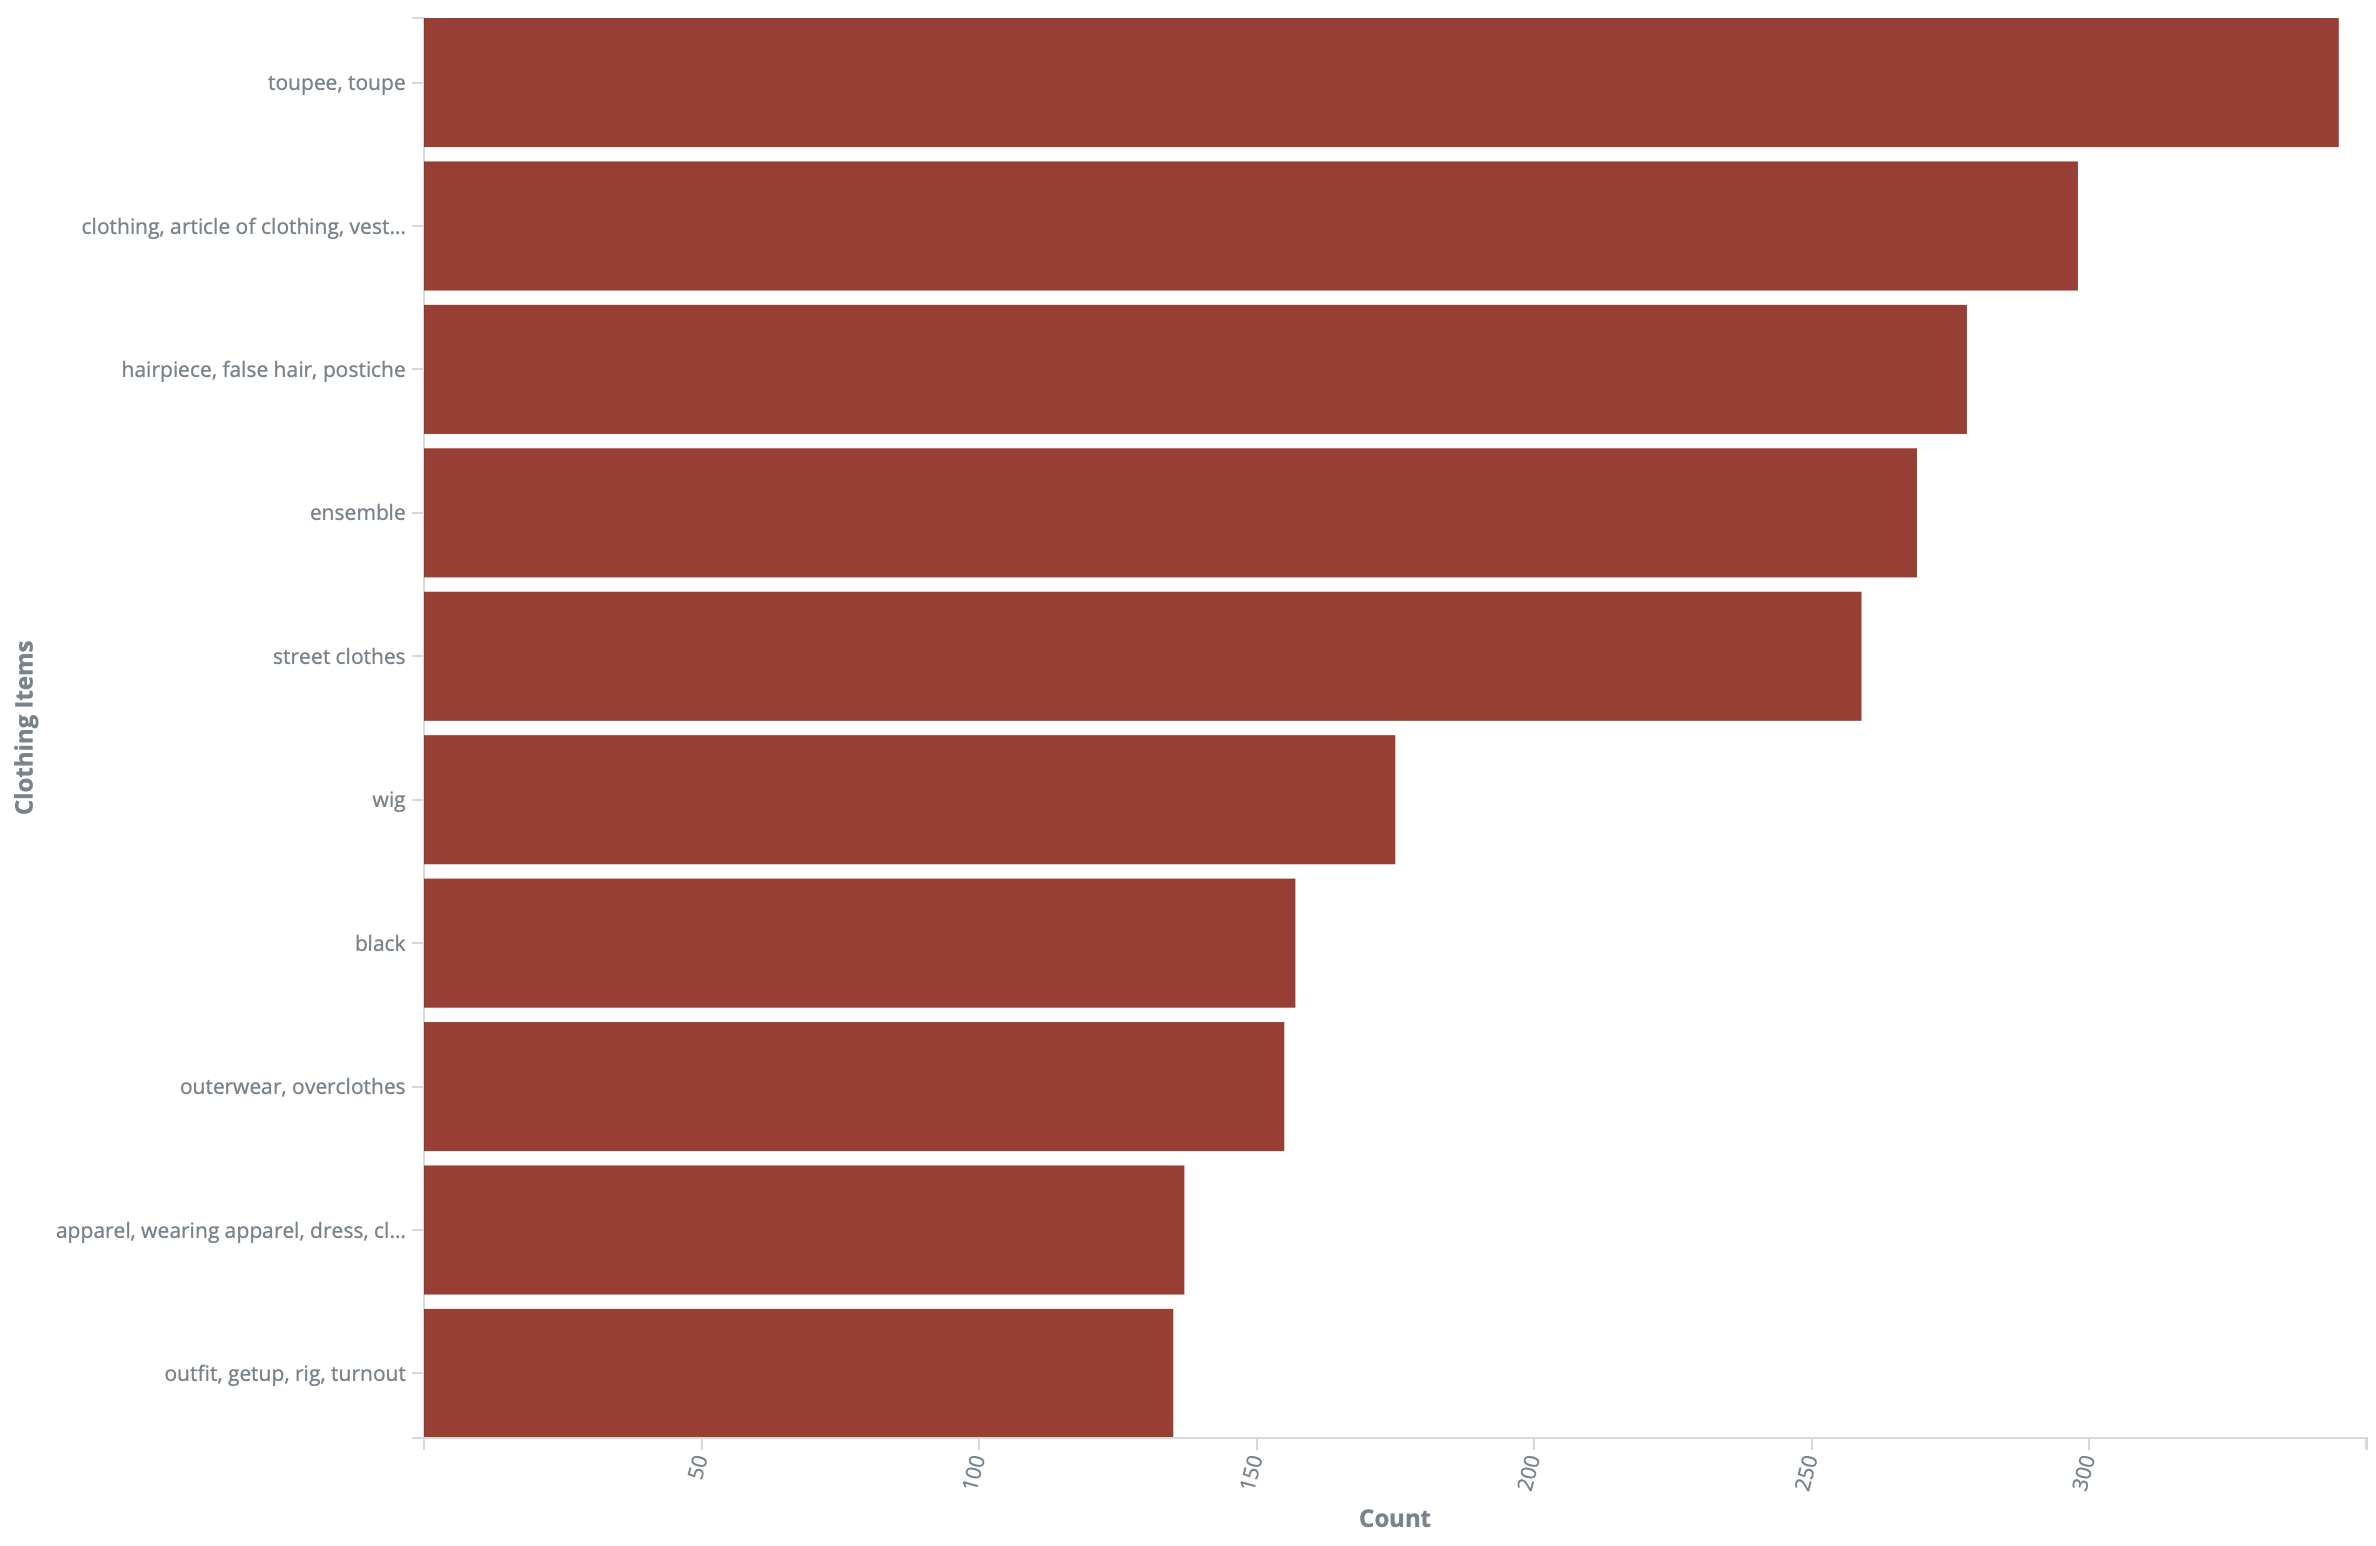 toupee, toupe
clothing, article of clothing, vest...
hairpiece, false hair, postiche
ensemble
street clothes
wig
black
outerwear, overclothes
apparel, wearing apparel, dress, cl...
outfit, getup, rig, turnout
Clothing Items
50
100
150
200
250
300
Count